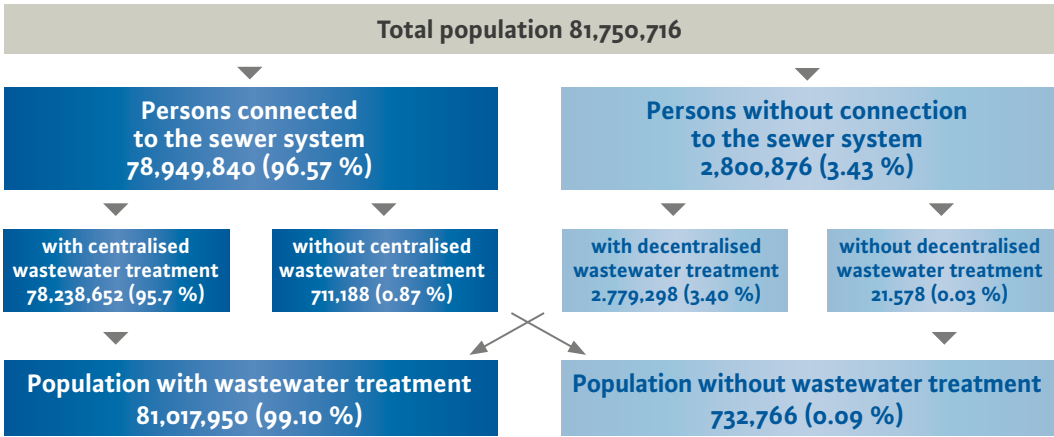 Total population 81,750,716
Persons connected
to the sewer system
78,949,840 (96.57 %)
Persons without connection
to the sewer system
2,800,876 (3.43 %)
with centralised
wastewater treatment
78,238,652 (95.7 %)
without centralised
wastewater treatment
711,188 (0.87 %)
with decentralised
wastewater treatment
2.779,298 (3.40 %)
without decentralised
wastewater treatment
21.578 (0.03 %)
Population with wastewater treatment
81,017,950 (99.10 %)
Population without wastewater treatment
732,766 (0.09 %)